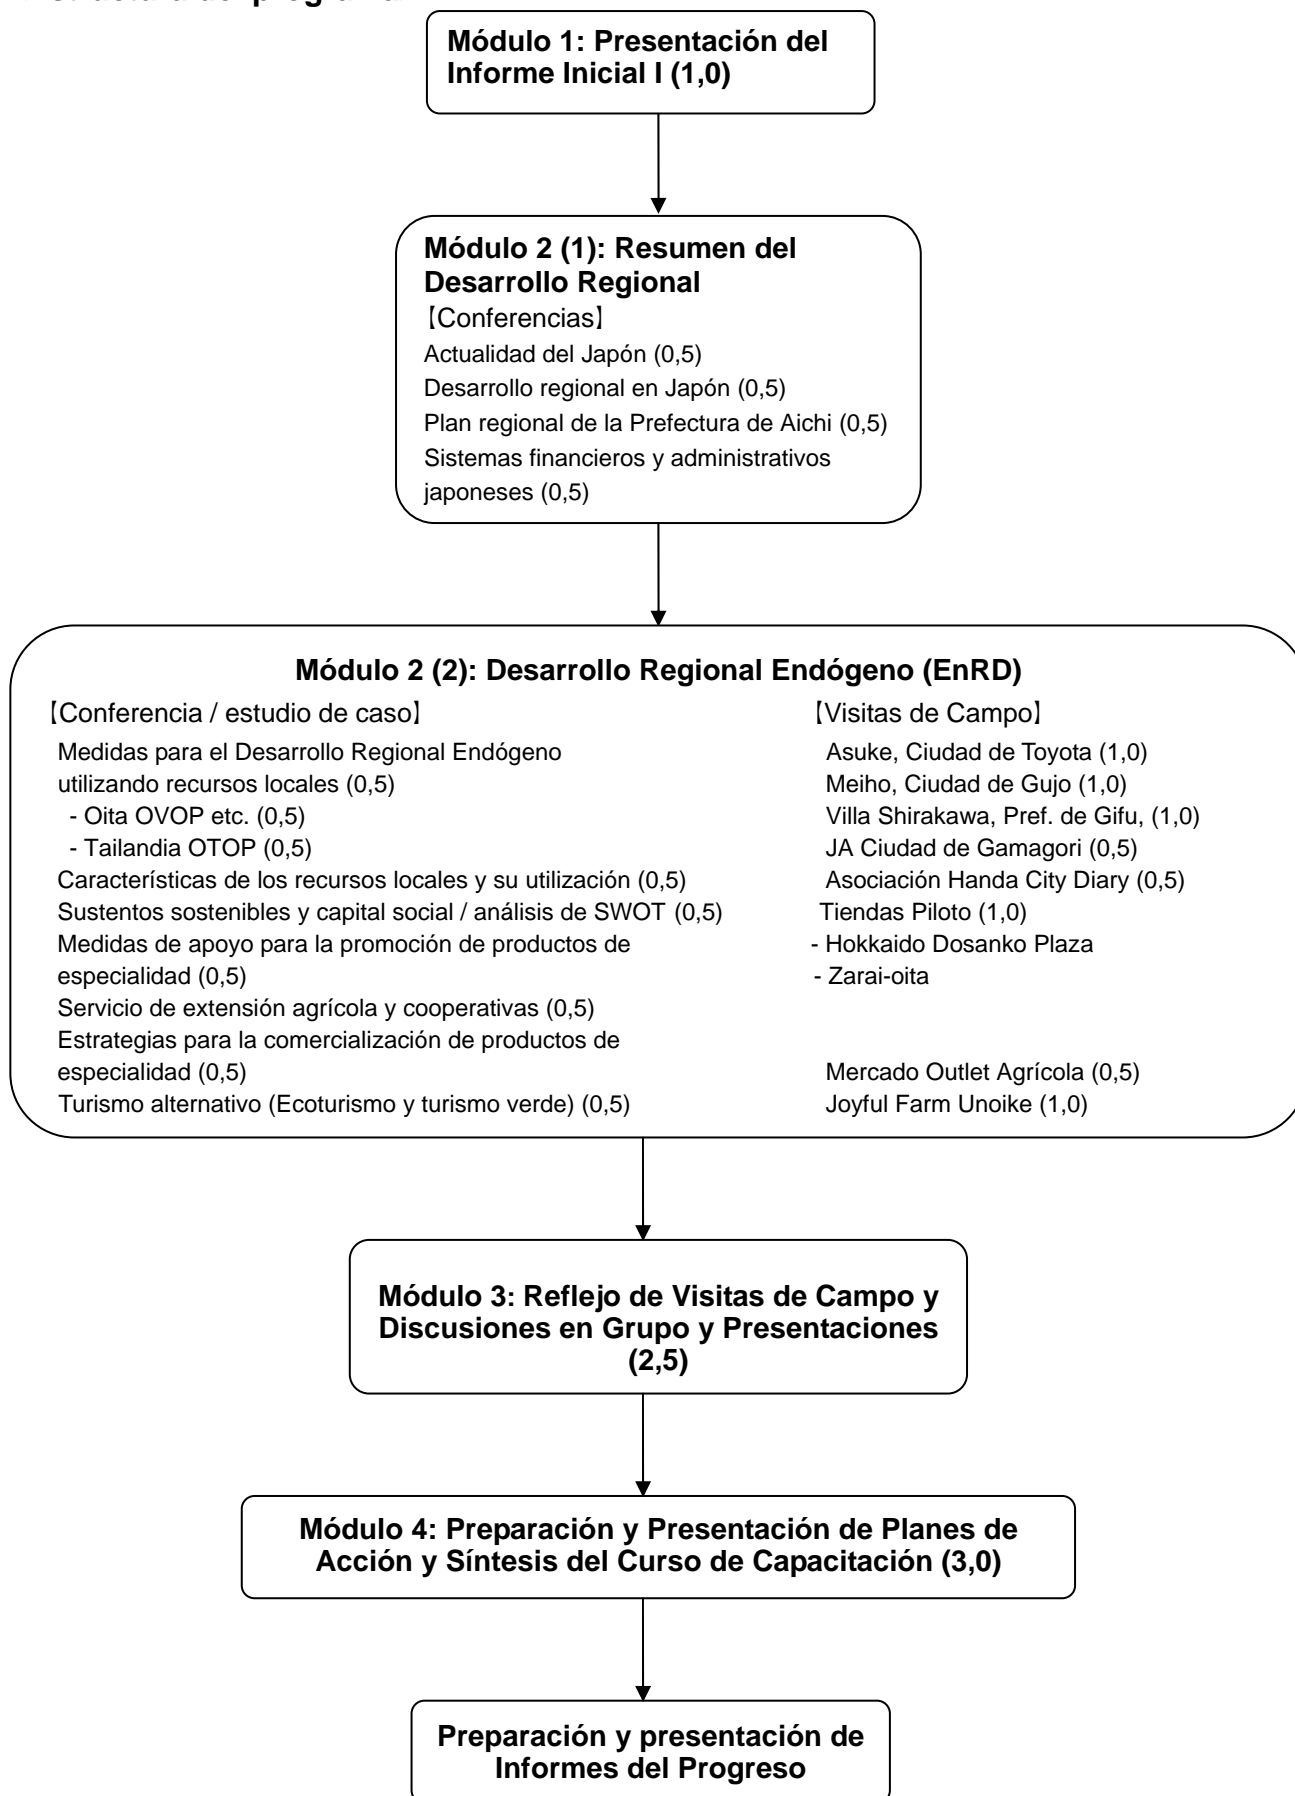 Módulo 1: Presentación del
Informe Inicial I (1,0)
Módulo 2 (1): Resumen del
Desarrollo Regional
【Conferencias】
Actualidad del Japón (0,5)
Desarrollo regional en Japón (0,5)
Plan regional de la Prefectura de Aichi (0,5)
Sistemas financieros y administrativos
japoneses (0,5)
Módulo 2 (2): Desarrollo Regional Endógeno (EnRD)
【Conferencia / estudio de caso】
Medidas para el Desarrollo Regional Endógeno
utilizando recursos locales (0,5)
- Oita OVOP etc. (0,5)
- Tailandia OTOP (0,5)
Características de los recursos locales y su utilización (0,5)
Sustentos sostenibles y capital social / análisis de SWOT (0,5)
Medidas de apoyo para la promoción de productos de
especialidad (0,5)
Servicio de extensión agrícola y cooperativas (0,5)
Estrategias para la comercialización de productos de
especialidad (0,5)
Turismo alternativo (Ecoturismo y turismo verde) (0,5)
【Visitas de Campo】
Asuke, Ciudad de Toyota (1,0)
Meiho, Ciudad de Gujo (1,0)
Villa Shirakawa, Pref. de Gifu, (1,0)
JA Ciudad de Gamagori (0,5)
Asociación Handa City Diary (0,5)
Tiendas Piloto (1,0)
- Hokkaido Dosanko Plaza
- Zarai-oita
Mercado Outlet Agrícola (0,5)
Joyful Farm Unoike (1,0)
Módulo 3: Reflejo de Visitas de Campo y
Discusiones en Grupo y Presentaciones
(2,5)
Módulo 4: Preparación y Presentación de Planes de
Acción y Síntesis del Curso de Capacitación (3,0)
Preparación y presentación de
Informes del Progreso